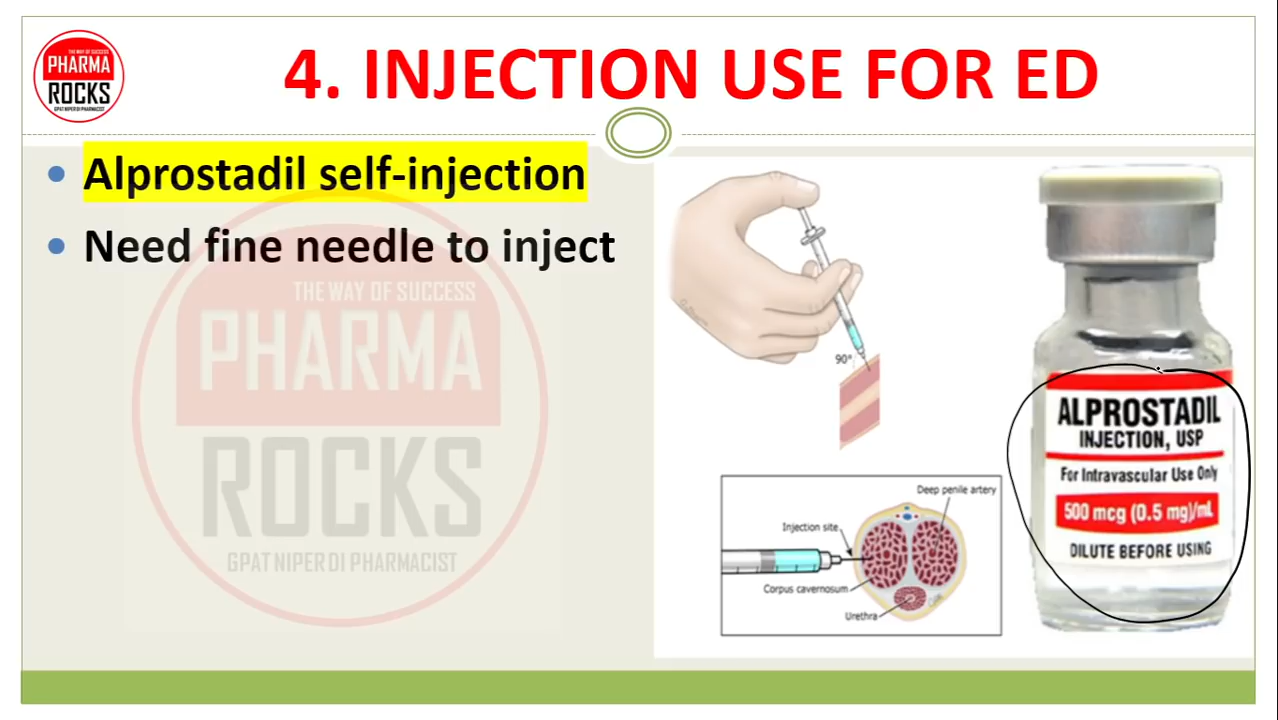 THE WAY OF SUCCESS
PHARMA
ROCKS
GPAT NIPER DI PHARMACIST
4. INJECTION USE FOR ED
• Alprostadil self-injection
• Need fine needle to inject
THE WAY OF SUCCESS
PHARMA
ROCKS
GPAT NIPER DI PHARMACIST
90°
Deep penile artery
Injection site
Corpus cavernosum
Urethra
ALPROSTADIL
INJECTION, USP
For Intravascular Use Only
500 mcg (0.5 mg)/mL
DILUTE BEFORE USING